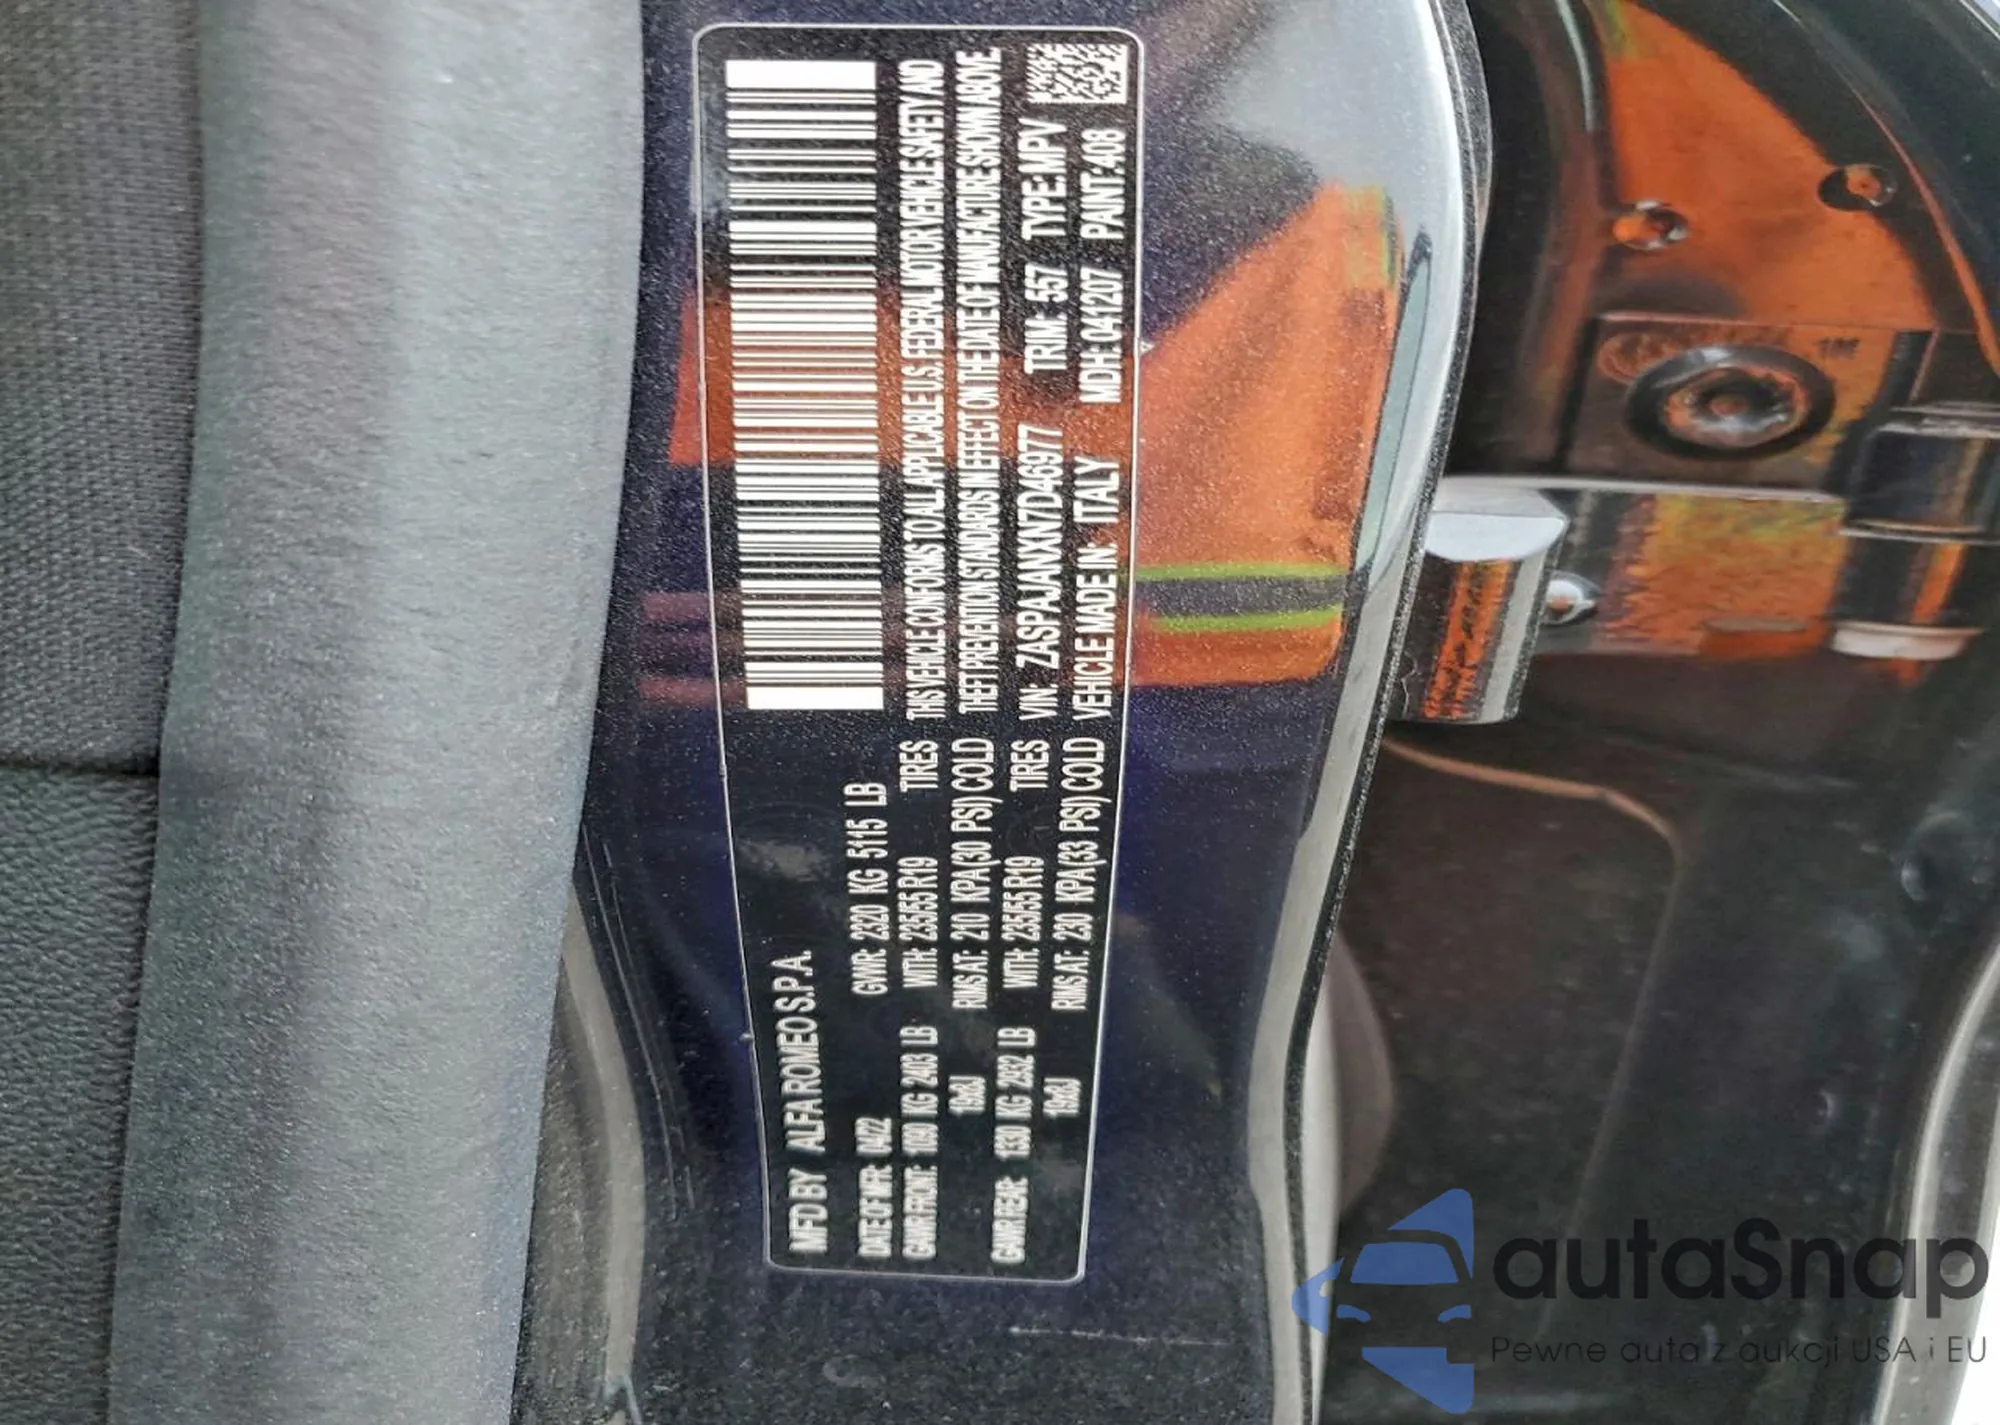 MFD BY ALFA ROMEO S.P.A.
DATE OF MFR: 04/22 GVWR: 2320 KG 5115 LB
GAWR FRONT: 1090 KG 2403 LB WITH: 235/55 R19 TIRES
19x8J RIMS AT: 210 KPA(30 PSI) COLD
GAWR REAR: 1330 KG 2932 LB WITH: 235/55 R19 TIRES
19x8J RIMS AT: 230 KPA(33 PSI) COLD
THIS VEHICLE CONFORMS TO ALL APPLICABLE U.S. FEDERAL MOTOR VEHICLE SAFETY AND
THEFT PREVENTION STANDARDS IN EFFECT ON THE DATE OF MANUFACTURE SHOWN ABOVE.
VIN: ZASPAJANXN7D46977 TRIM: 557 TYPE:MPV
VEHICLE MADE IN: ITALY MDH: 041207 PAINT: 408
1M
autoSnap
Pewne auta z aukcji USA i EU